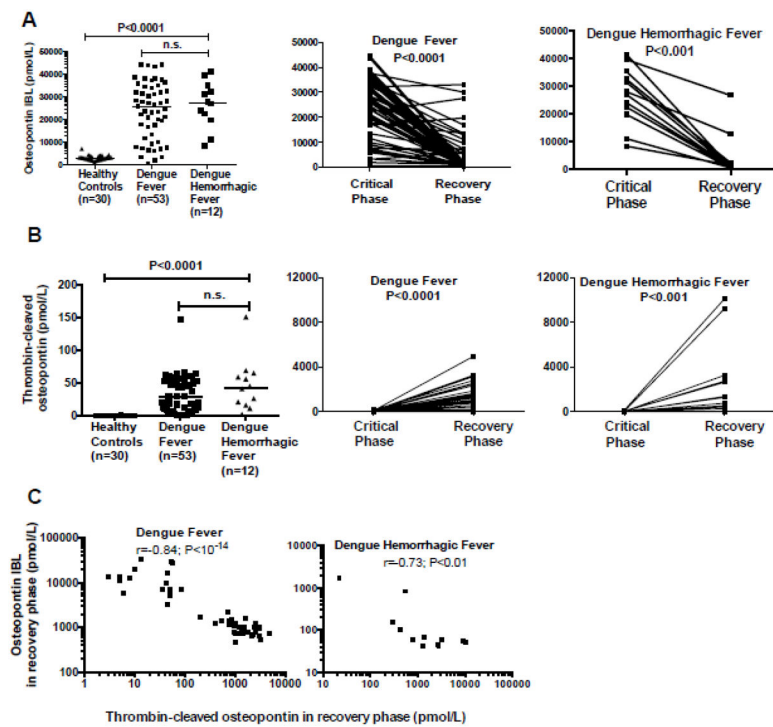 A
P<0.0001
n.s.
Osteopontin IBL (pmol/L)
60000
50000
40000
30000
20000
10000
0
Healthy Controls (n=30)
Dengue Fever (n=53)
Dengue Hemorrhagic Fever (n=12)
Dengue Fever
P<0.0001
50000
40000
30000
20000
10000
0
Critical Phase
Recovery Phase
Dengue Hemorrhagic Fever
P<0.001
50000
40000
30000
20000
10000
0
Critical Phase
Recovery Phase
B
P<0.0001
n.s.
Thrombin-cleaved
osteopontin (pmol/L)
200
150
100
50
0
Healthy Controls (n=30)
Dengue Fever (n=53)
Dengue Hemorrhagic Fever (n=12)
Dengue Fever
P<0.0001
12000
8000
4000
0
Critical Phase
Recovery Phase
Dengue Hemorrhagic Fever
P<0.001
12000
8000
4000
0
Critical Phase
Recovery Phase
C
Osteopontin IBL
in recovery phase (pmol/L)
Dengue Fever
r=-0.84; P<10-14
100000
10000
1000
100
1 10 100 1000 10000
Dengue Hemorrhagic Fever
r=-0.73; P<0.01
10000
1000
100
10
10 100 1000 10000 100000
Thrombin-cleaved osteopontin in recovery phase (pmol/L)